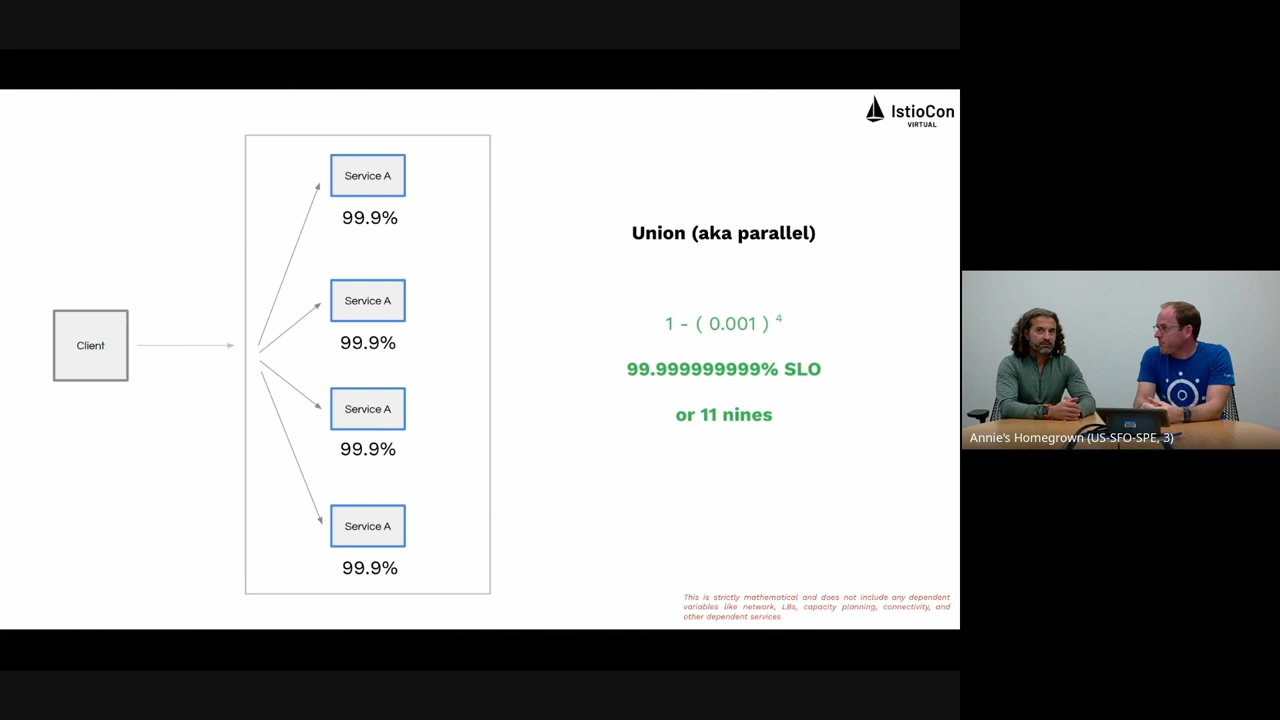 IstioCon
VIRTUAL
Service A
99.9%
Service A
99.9%
Client
Service A
99.9%
Service A
99.9%
Union (aka parallel)
1 - ( 0.001 ) 4
99.999999999% SLO
or 11 nines
This is strictly mathematical and does not include any dependent
variables like network, LBs, capacity planning, connectivity, and
other dependent services
Annie's Homegrown (US-SFO-SPE, 3)